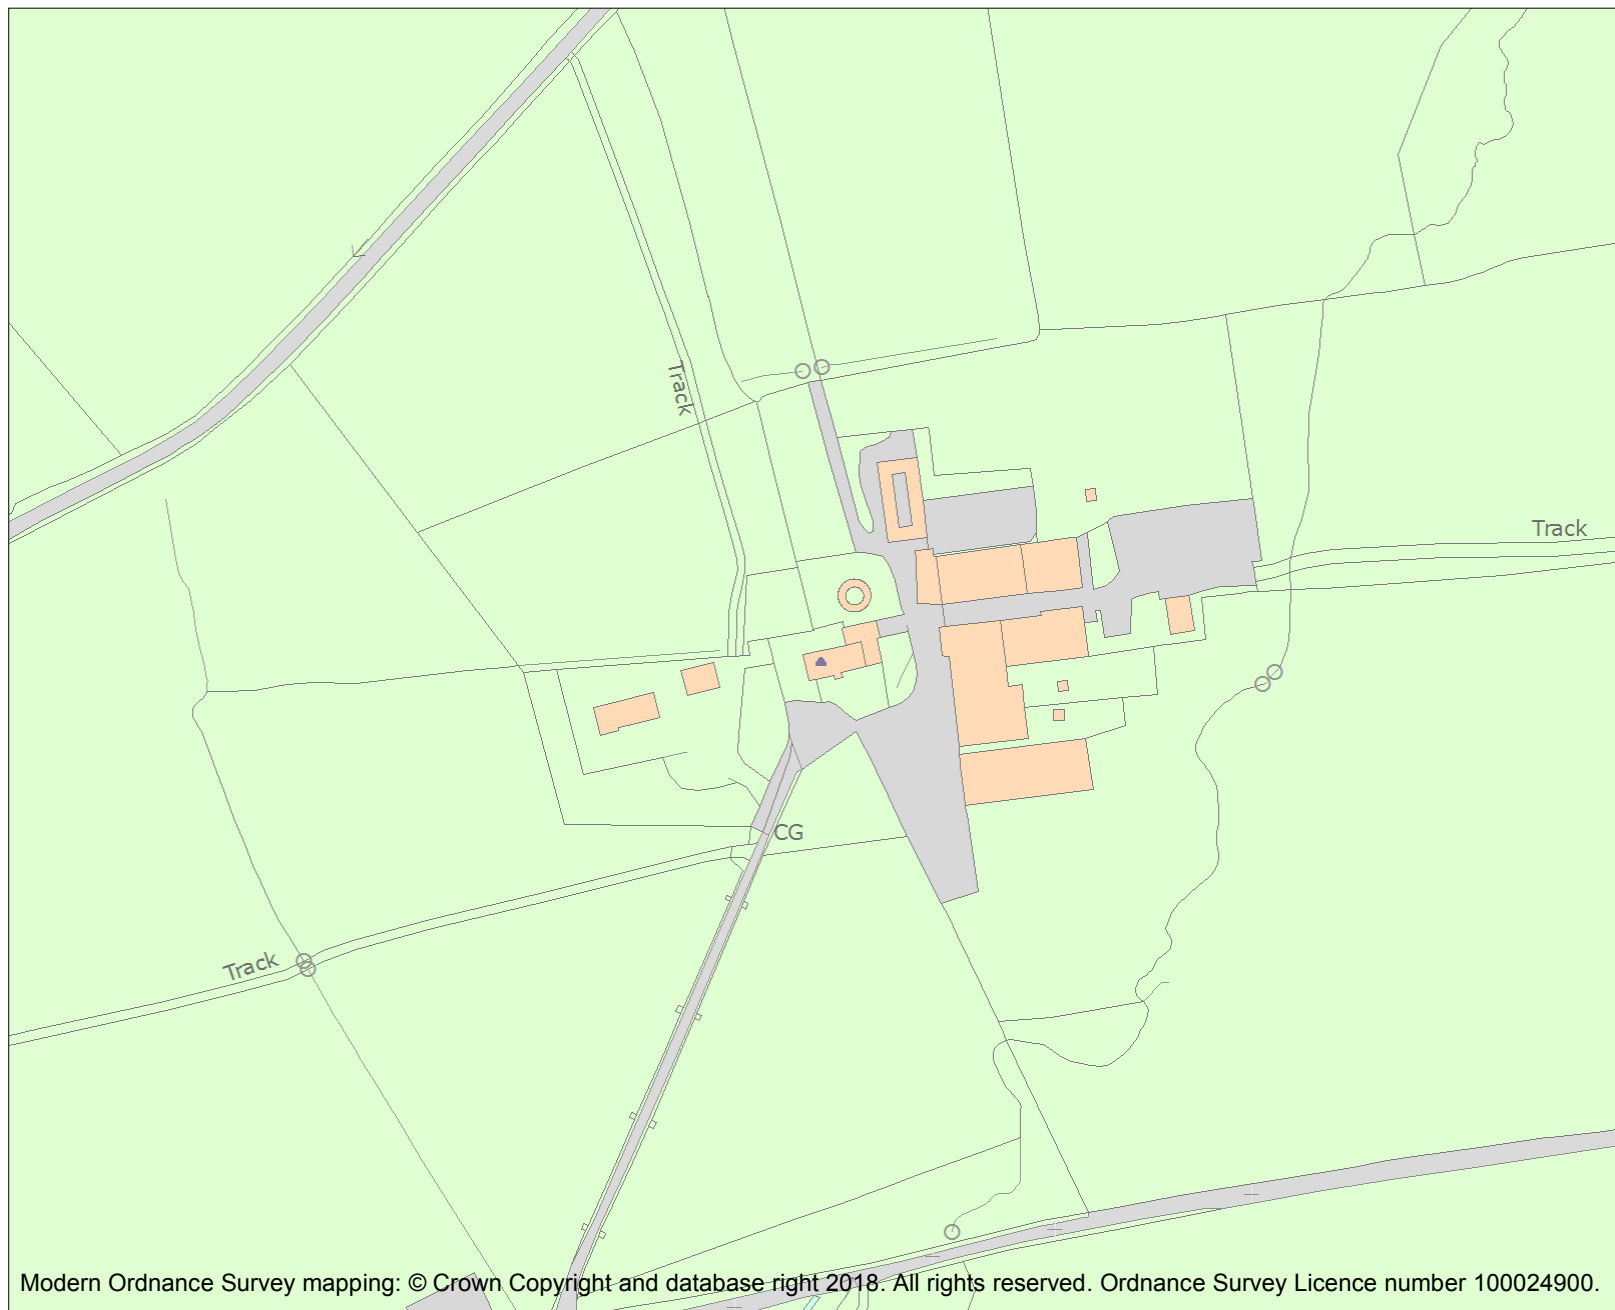 Track
Track
CG
Track
Modern Ordnance Survey mapping: © Crown Copyright and database right 2018. All rights reserved. Ordnance Survey Licence number 100024900.